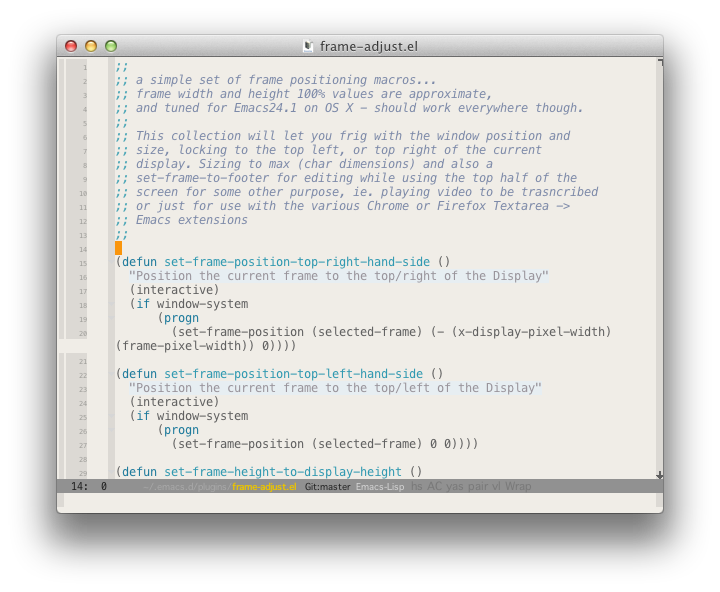 frame-adjust.el
1 ;;
2 ;; a simple set of frame positioning macros...
3 ;; frame width and height 100% values are approximate,
4 ;; and tuned for Emacs24.1 on OS X - should work everywhere though.
5 ;;
6 ;; This collection will let you frig with the window position and
7 ;; size, locking to the top left, or top right of the current
8 ;; display. Sizing to max (char dimensions) and also a
9 ;; set-frame-to-footer for editing while using the top half of the
10 ;; screen for some other purpose, ie. playing video to be trasncribed
11 ;; or just for use with the various Chrome or Firefox Textarea ->
12 ;; Emacs extensions
13 ;;
14
15 (defun set-frame-position-top-right-hand-side ()
16 "Position the current frame to the top/right of the Display"
17 (interactive)
18 (if window-system
19 (progn
20 (set-frame-position (selected-frame) (- (x-display-pixel-width)
(frame-pixel-width)) 0))))
21
22 (defun set-frame-position-top-left-hand-side ()
23 "Position the current frame to the top/left of the Display"
24 (interactive)
25 (if window-system
26 (progn
27 (set-frame-position (selected-frame) 0 0))))
28
29 (defun set-frame-height-to-display-height ()
14: 0 ~/.emacs.d/plugins/frame-adjust.el Git:master Emacs-Lisp hs AC yas pair vl Wrap